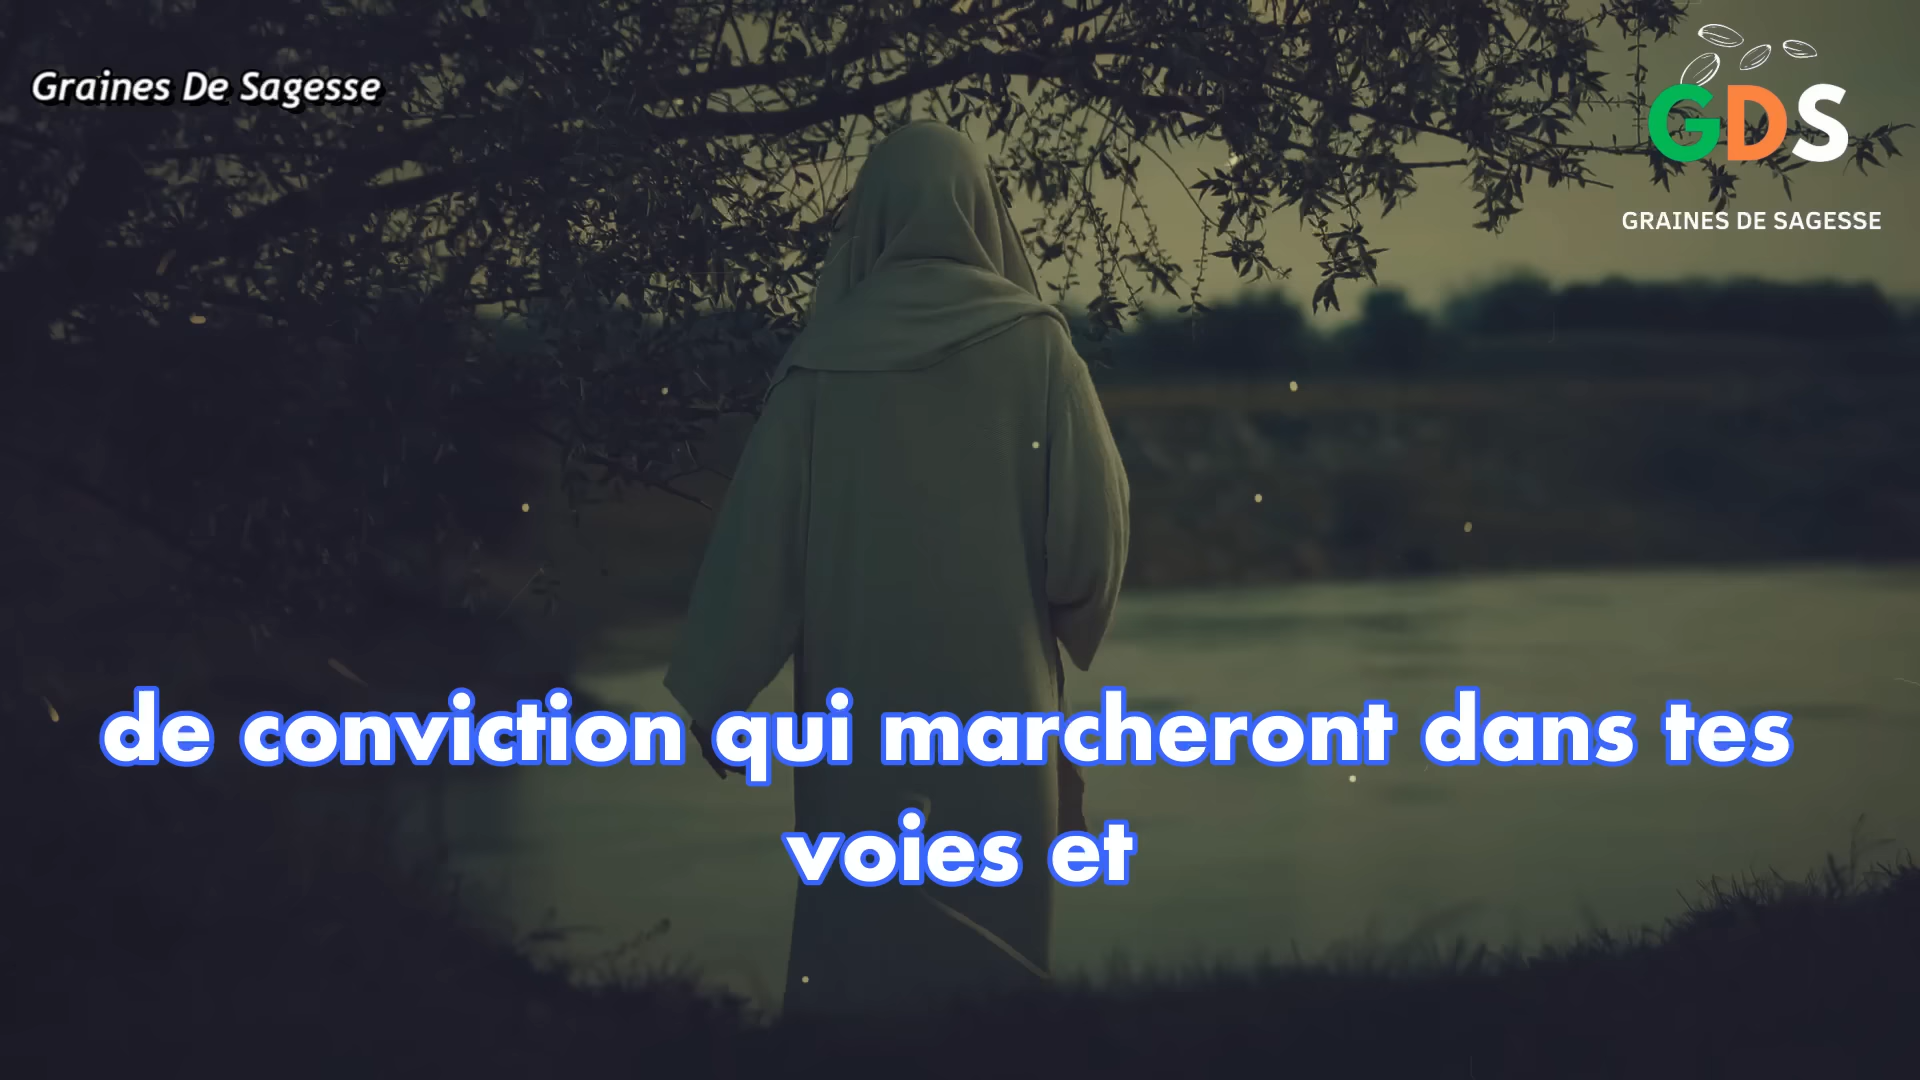 Graines De Sagesse
GDS
GRAINES DE SAGESSE
de conviction qui marcheront dans tes
voies et